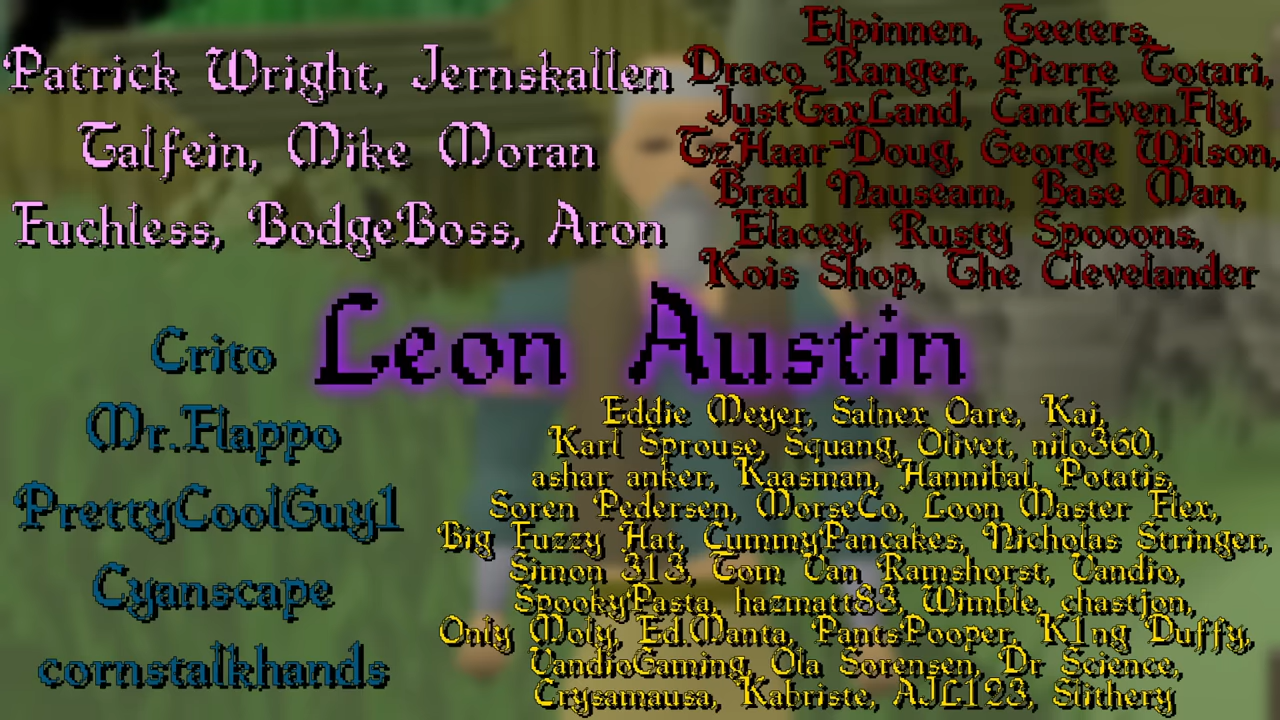 Patrick Wright, Jernskallen
Talfein, Mike Moran
Fuchless, BodgeBoss, Aron
Elpinnen, Teeters,
Draco Ranger, Pierre Totari,
JustTaxLand, CantEvenFly,
TzHaar-Doug, George Wilson,
Brad Nauseam, Base Man,
Elacey, Rusty Spooons,
Kois Shop, The Clevelander
Leon Austin
Crito
Mr.Flappo
PrettyCoolGuy1
Cyanscape
cornstalkhands
Eddie Meyer, Salnex Oare, Kai,
Karl Sprouse, Squang, Olivet, nilo360,
ashar anker, Kaasman, Hannibal, Potatis,
Soren Pedersen, MorseCo, Loon Master Flex,
Big Fuzzy Hat, CummyPancakes, Nicholas Stringer,
Simon 313, Tom Van Ramshorst, Vandio,
SpookyPasta, hazmatt83, Wimble, chastjon,
Only Moly, Ed.Manta, PantsPooper, K1ng Duffy,
VandioGaming, Ola Sorensen, Dr Science,
Crysamausa, Kabriste, AJL123, Slithery